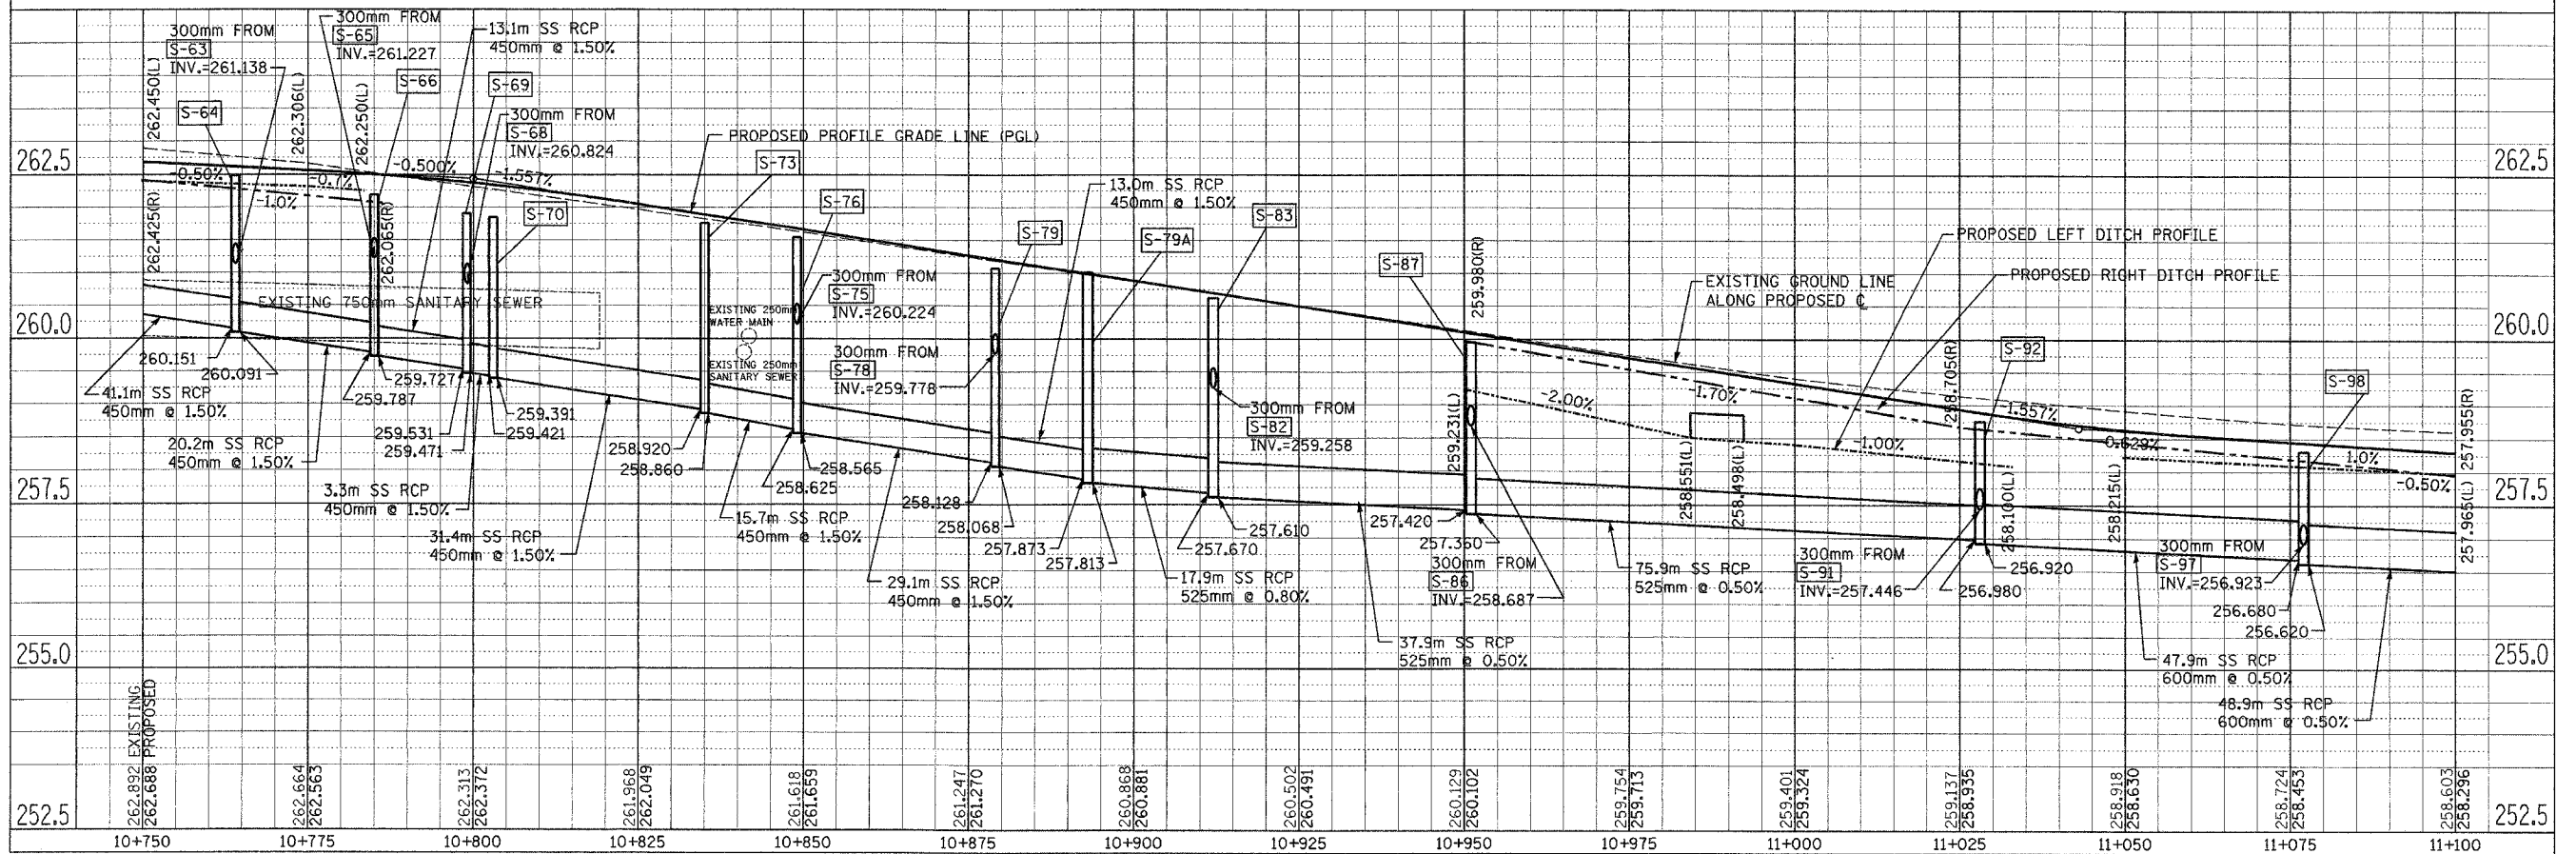 300mm FROM
S-63
INV.=261.138
300mm FROM
S-65
INV.=261.227
13.1m SS RCP
450mm @ 1.50%
S-64
S-66
S-69
300mm FROM
S-68
INV.=260.824
262.450(L)
262.306(L)
262.250(L)
262.425(R)
262.065(R)
PROPOSED PROFILE GRADE LINE (PGL)
262.5
262.5
-0.50%
-0.7%
-1.0%
-0.500%
-1.557%
S-70
S-73
S-76
13.0m SS RCP
450mm @ 1.50%
S-79
S-79A
S-83
S-87
259.980(R)
PROPOSED LEFT DITCH PROFILE
PROPOSED RIGHT DITCH PROFILE
EXISTING GROUND LINE
ALONG PROPOSED ℄
EXISTING 750mm SANITARY SEWER
EXISTING 250mm
WATER MAIN
EXISTING 250mm
SANITARY SEWER
300mm FROM
S-75
INV.=260.224
300mm FROM
S-78
INV.=259.778
300mm FROM
S-82
INV.=259.258
260.0
260.0
260.151
260.091
259.787
259.727
259.531
259.471
259.391
259.421
41.1m SS RCP
450mm @ 1.50%
20.2m SS RCP
450mm @ 1.50%
3.3m SS RCP
450mm @ 1.50%
31.4m SS RCP
450mm @ 1.50%
258.920
258.860
258.565
258.625
15.7m SS RCP
450mm @ 1.50%
258.128
258.068
29.1m SS RCP
450mm @ 1.50%
257.873
257.813
257.670
257.610
17.9m SS RCP
525mm @ 0.80%
259.231(L)
-2.00%
-1.70%
-1.00%
258.705(R)
S-92
-1.557%
-0.629%
1.0%
-0.50%
S-98
257.955(R)
257.965(L)
257.5
257.5
257.420
257.360
300mm FROM
S-86
INV.=258.687
37.9m SS RCP
525mm @ 0.50%
75.9m SS RCP
525mm @ 0.50%
258.551(L)
258.498(L)
258.100(L)
258.215(L)
300mm FROM
S-91
INV.=257.446
256.920
256.980
300mm FROM
S-97
INV.=256.923
256.680
256.620
47.9m SS RCP
600mm @ 0.50%
48.9m SS RCP
600mm @ 0.50%
255.0
255.0
252.5
252.5
262.892 EXISTING
262.688 PROPOSED
262.664
262.563
262.313
262.372
261.968
262.049
261.618
261.659
261.247
261.270
260.868
260.881
260.502
260.491
260.129
260.102
259.754
259.713
259.401
259.324
259.137
258.935
258.918
258.630
258.724
258.453
258.603
258.296
10+750
10+775
10+800
10+825
10+850
10+875
10+900
10+925
10+950
10+975
11+000
11+025
11+050
11+075
11+100